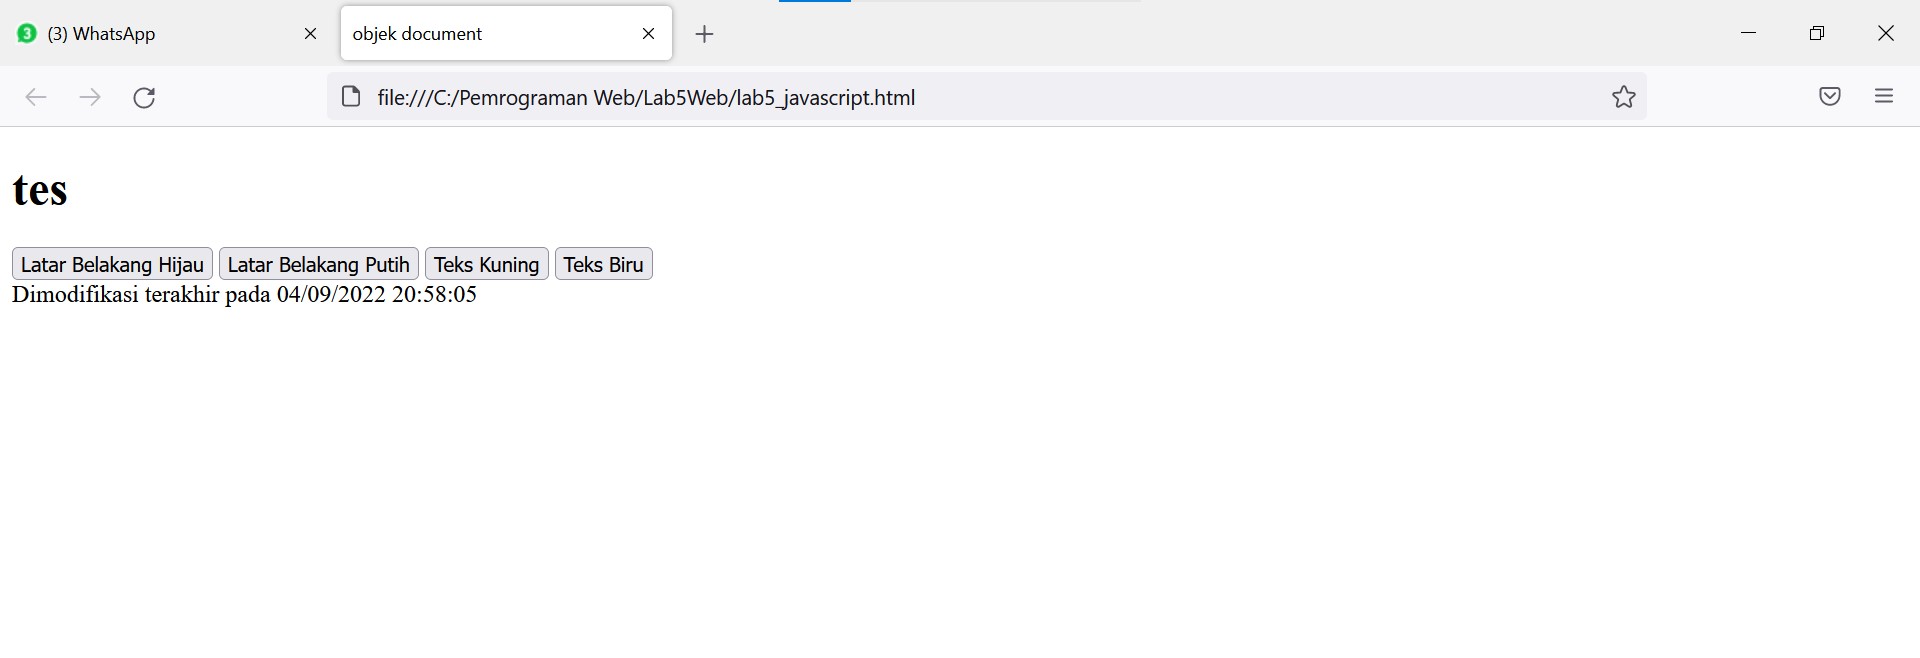 3 (3) WhatsApp objek document
file:///C:/Pemrograman Web/Lab5Web/lab5_javascript.html
tes
Latar Belakang Hijau Latar Belakang Putih Teks Kuning Teks Biru
Dimodifikasi terakhir pada 04/09/2022 20:58:05